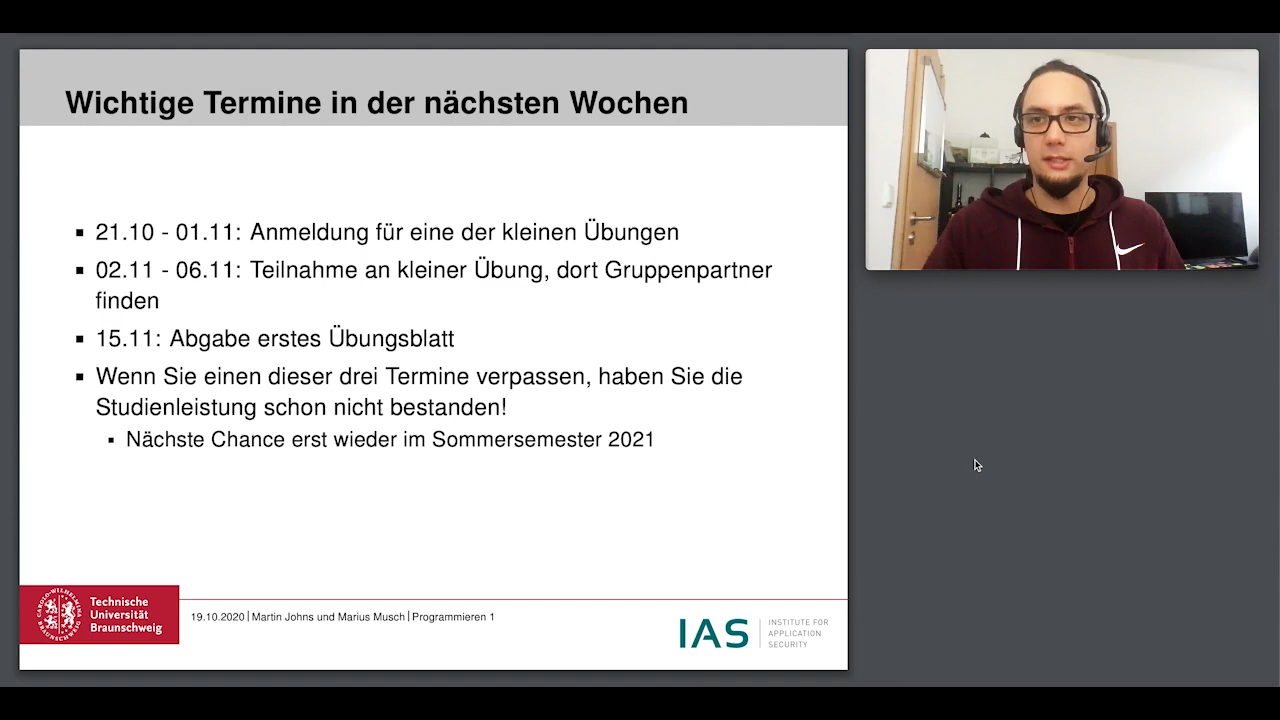 Wichtige Termine in der nächsten Wochen
21.10 - 01.11: Anmeldung für eine der kleinen Übungen
02.11 - 06.11: Teilnahme an kleiner Übung, dort Gruppenpartner
finden
15.11: Abgabe erstes Übungsblatt
Wenn Sie einen dieser drei Termine verpassen, haben Sie die
Studienleistung schon nicht bestanden!
Nächste Chance erst wieder im Sommersemester 2021
Technische
Universität
Braunschweig
19.10.2020 | Martin Johns und Marius Musch | Programmieren 1
IAS
INSTITUTE FOR
APPLICATION
SECURITY